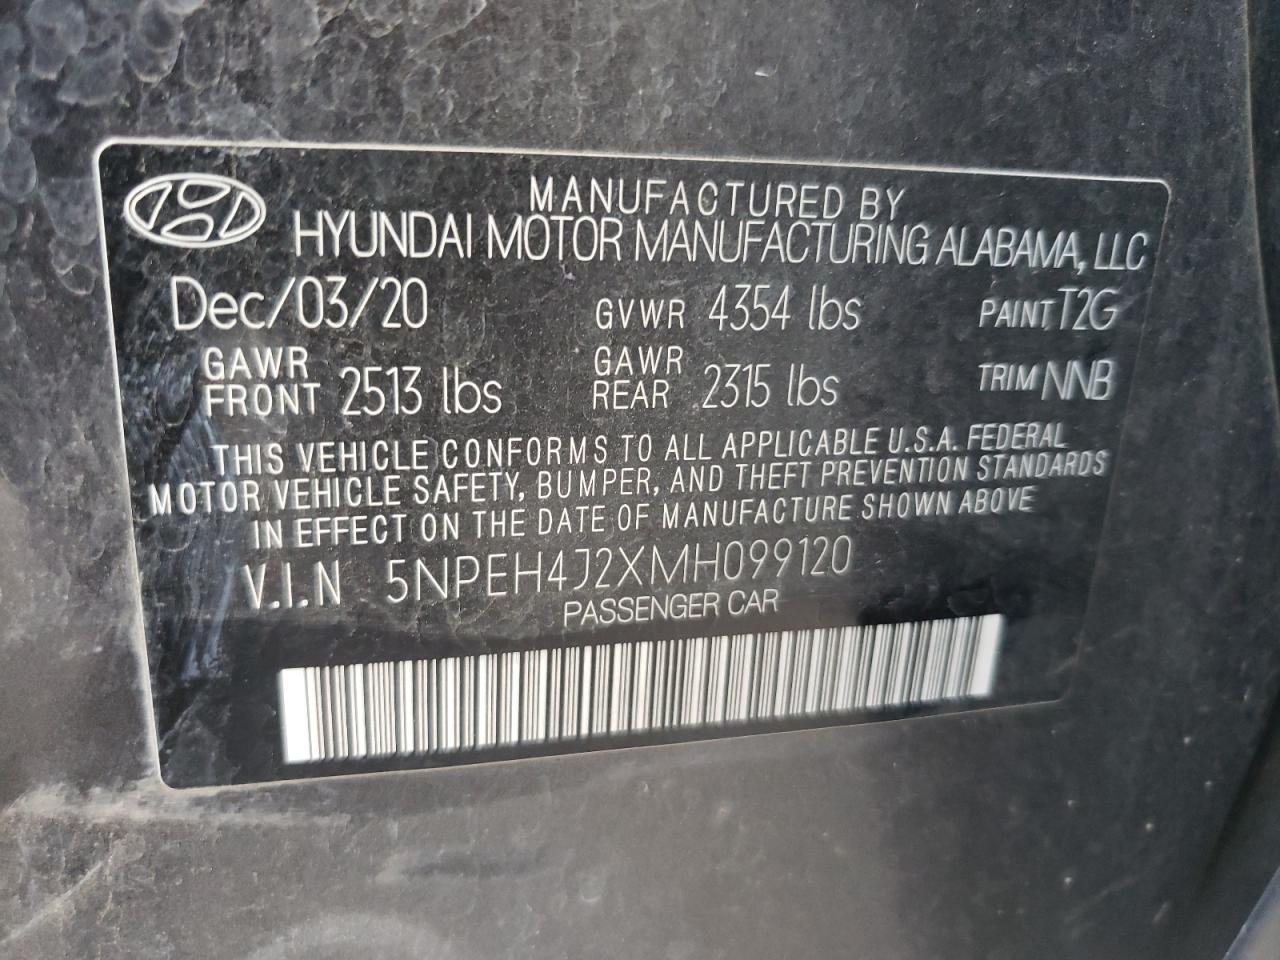 MANUFACTURED BY
HYUNDAI MOTOR MANUFACTURING ALABAMA, LLC
Dec/03/20 GVWR 4354 lbs PAINT T2G
GAWR FRONT 2513 lbs GAWR REAR 2315 lbs TRIM NNB
THIS VEHICLE CONFORMS TO ALL APPLICABLE U.S.A. FEDERAL
MOTOR VEHICLE SAFETY, BUMPER, AND THEFT PREVENTION STANDARDS
IN EFFECT ON THE DATE OF MANUFACTURE SHOWN ABOVE
V.I.N 5NPEH4J2XMH099120
PASSENGER CAR